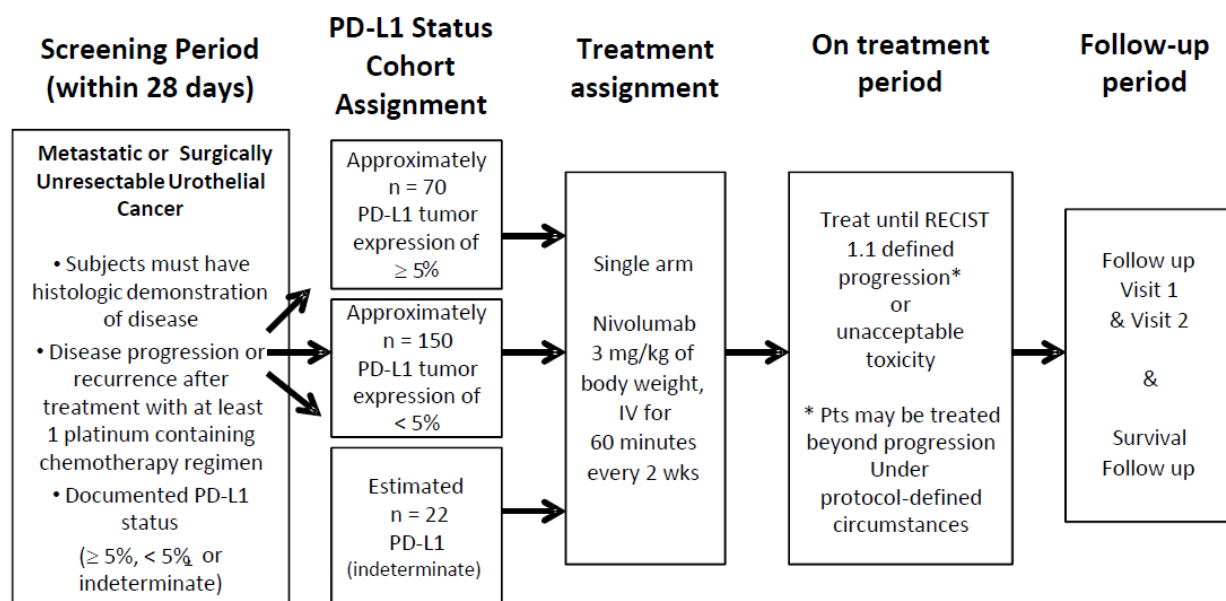 Screening Period
(within 28 days)
Metastatic or Surgically
Unresectable Urothelial
Cancer
• Subjects must have
histologic demonstration
of disease
• Disease progression or
recurrence after
treatment with at least
1 platinum containing
chemotherapy regimen
• Documented PD-L1
status
(≥ 5%, < 5%, or
indeterminate)
PD-L1 Status
Cohort
Assignment
Approximately
n = 70
PD-L1 tumor
expression of
≥ 5%
Approximately
n = 150
PD-L1 tumor
expression of
< 5%
Estimated
n = 22
PD-L1
(indeterminate)
Treatment
assignment
Single arm
Nivolumab
3 mg/kg of
body weight,
IV for
60 minutes
every 2 wks
On treatment
period
Treat until RECIST
1.1 defined
progression*
or
unacceptable
toxicity
* Pts may be treated
beyond progression
Under
protocol-defined
circumstances
Follow-up
period
Follow up
Visit 1
& Visit 2
&
Survival
Follow up